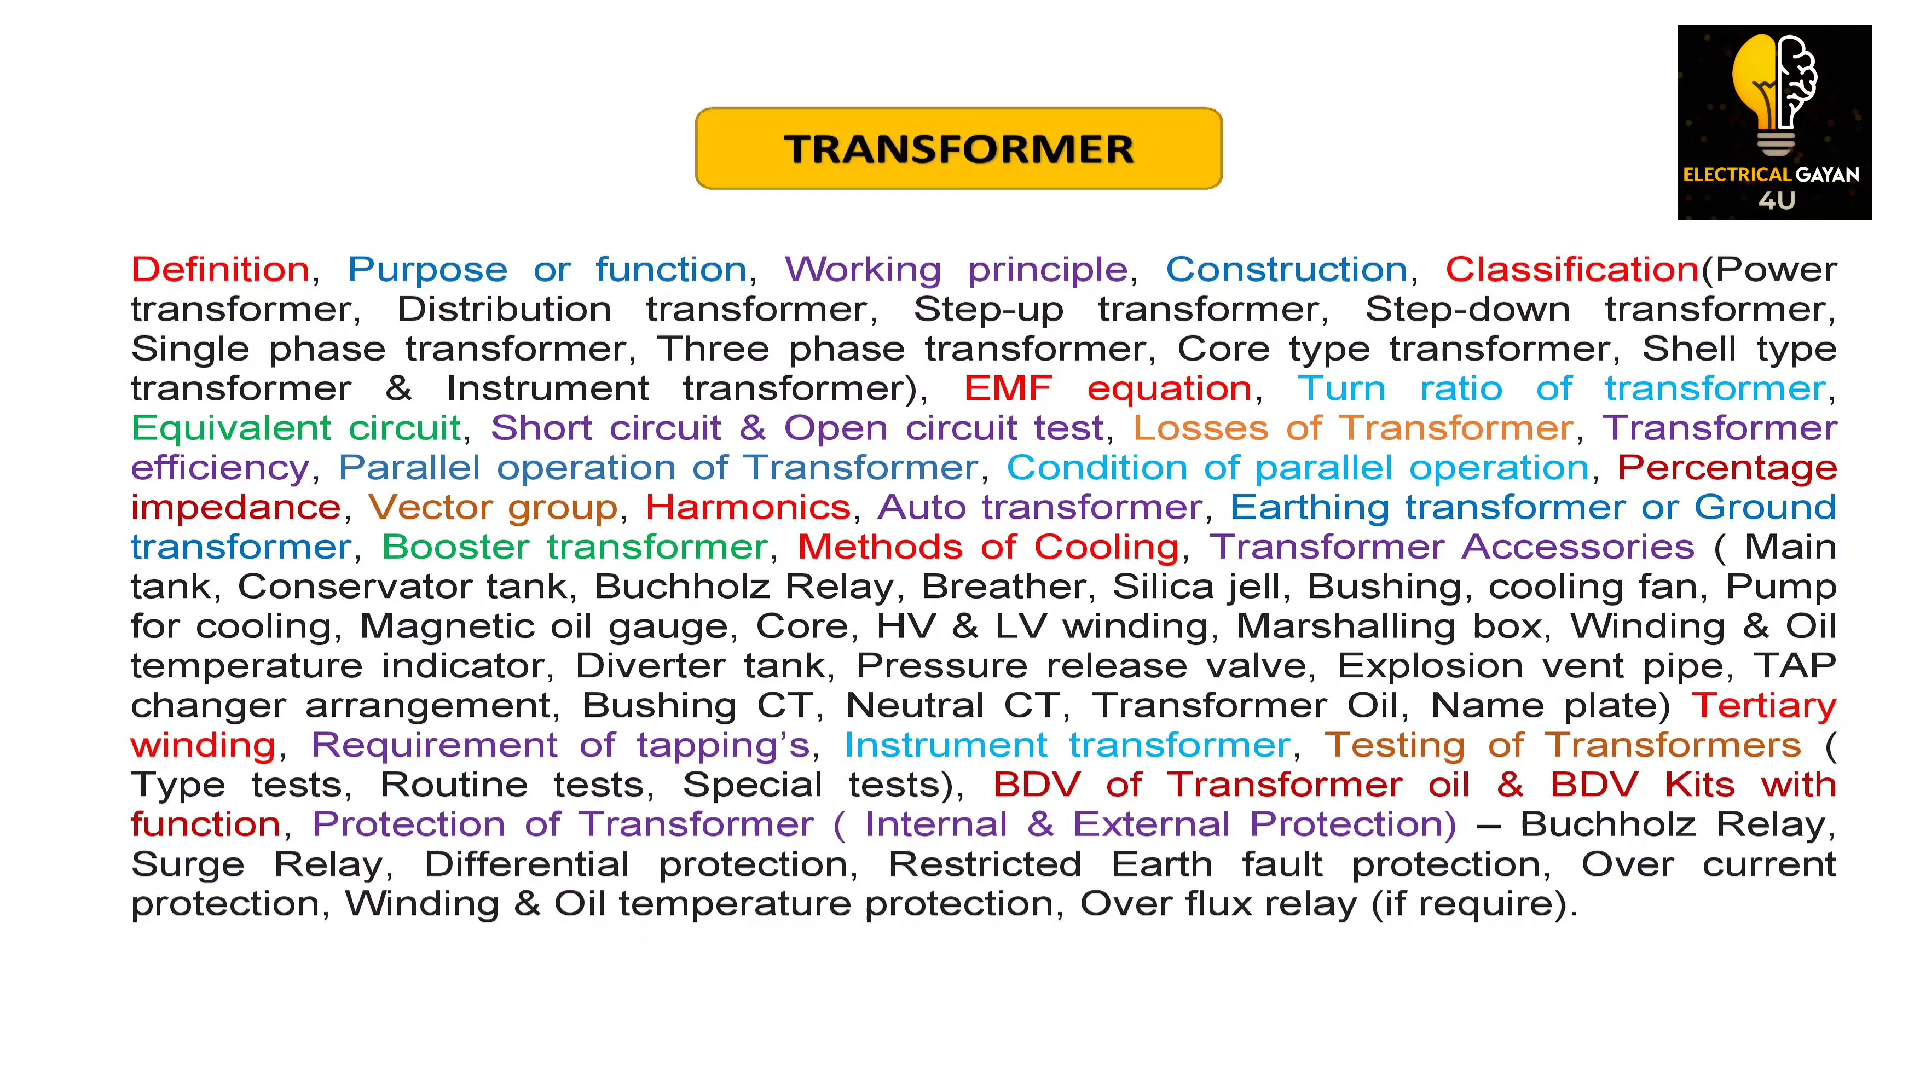 ELECTRICAL GAYAN
4U
TRANSFORMER
Definition, Purpose or function, Working principle, Construction, Classification(Power
transformer, Distribution transformer, Step-up transformer, Step-down transformer,
Single phase transformer, Three phase transformer, Core type transformer, Shell type
transformer & Instrument transformer), EMF equation, Turn ratio of transformer,
Equivalent circuit, Short circuit & Open circuit test, Losses of Transformer, Transformer
efficiency, Parallel operation of Transformer, Condition of parallel operation, Percentage
impedance, Vector group, Harmonics, Auto transformer, Earthing transformer or Ground
transformer, Booster transformer, Methods of Cooling, Transformer Accessories ( Main
tank, Conservator tank, Buchholz Relay, Breather, Silica jell, Bushing, cooling fan, Pump
for cooling, Magnetic oil gauge, Core, HV & LV winding, Marshalling box, Winding & Oil
temperature indicator, Diverter tank, Pressure release valve, Explosion vent pipe, TAP
changer arrangement, Bushing CT, Neutral CT, Transformer Oil, Name plate) Tertiary
winding, Requirement of tapping’s, Instrument transformer, Testing of Transformers (
Type tests, Routine tests, Special tests), BDV of Transformer oil & BDV Kits with
function, Protection of Transformer ( Internal & External Protection) – Buchholz Relay,
Surge Relay, Differential protection, Restricted Earth fault protection, Over current
protection, Winding & Oil temperature protection, Over flux relay (if require).